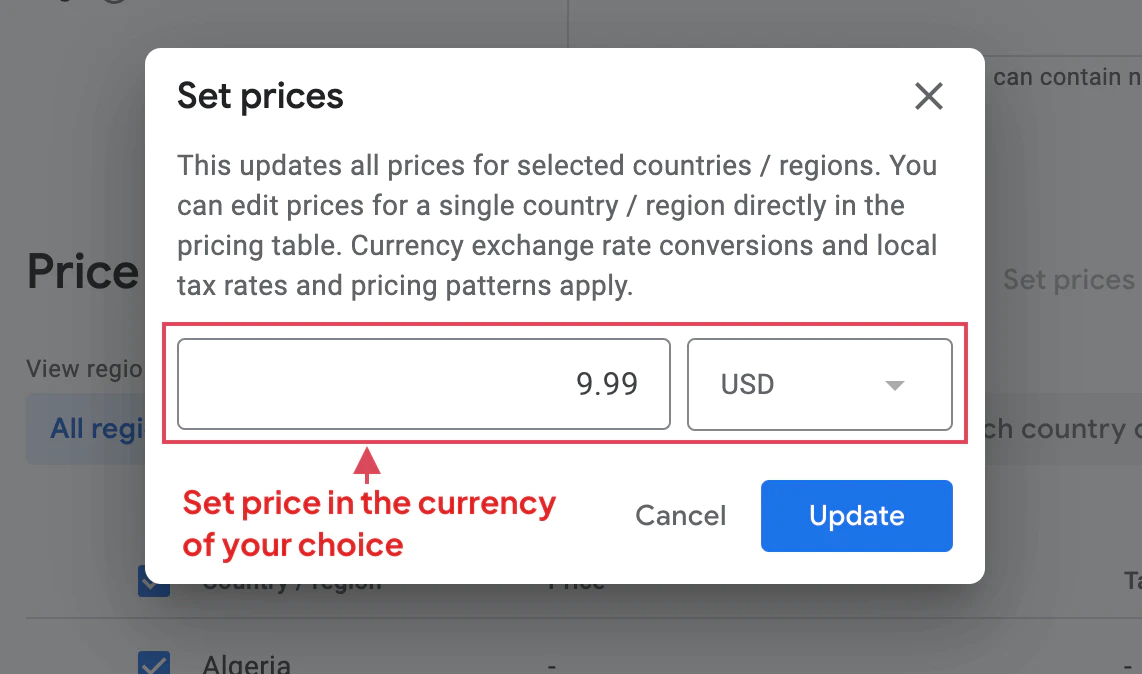 can contain
Set prices
This updates all prices for selected countries / regions. You
can edit prices for a single country / region directly in the
pricing table. Currency exchange rate conversions and local
tax rates and pricing patterns apply.
Price
Set prices
View regio
9.99
USD
All regi
ch country
Set price in the currency
of your choice
Cancel
Update
Country / region
Price
Algeria
-
-